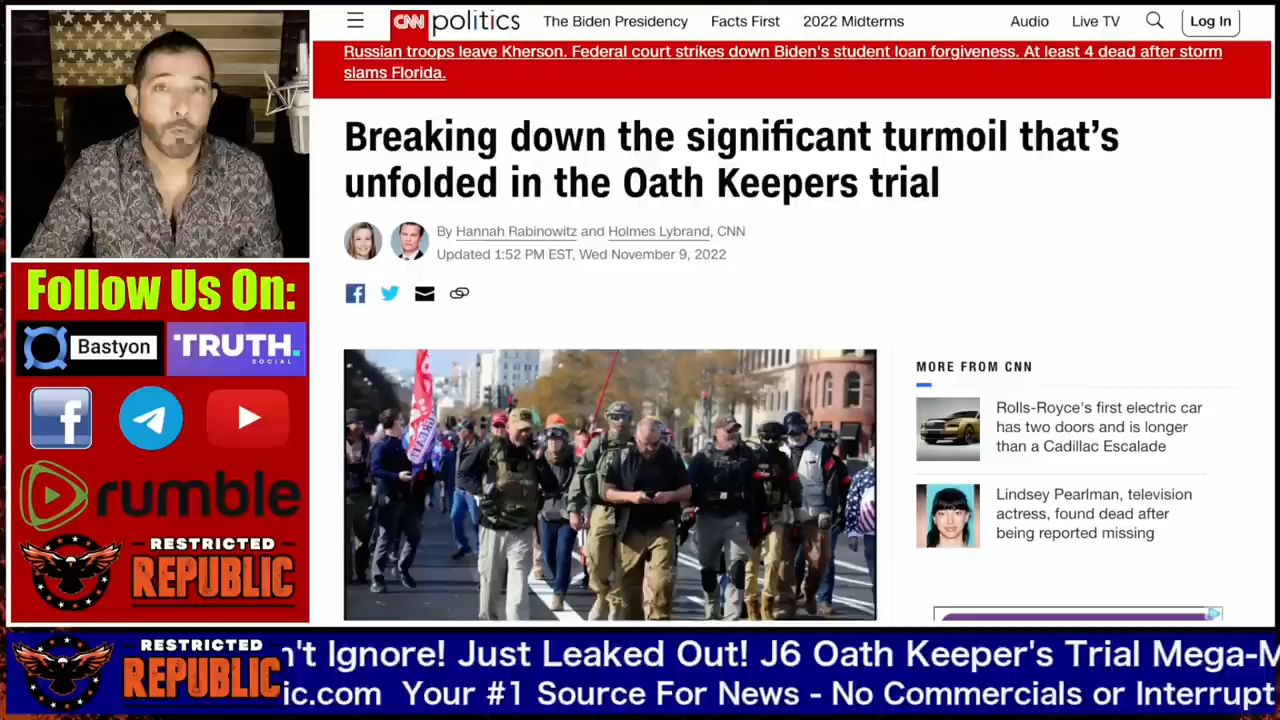 CNN politics The Biden Presidency Facts First 2022 Midterms Audio Live TV Log In
Russian troops leave Kherson. Federal court strikes down Biden's student loan forgiveness. At least 4 dead after storm
slams Florida.
Breaking down the significant turmoil that's
unfolded in the Oath Keepers trial
By Hannah Rabinowitz and Holmes Lybrand, CNN
Updated 1:52 PM EST, Wed November 9, 2022
MORE FROM CNN
Rolls-Royce's first electric car
has two doors and is longer
than a Cadillac Escalade
Lindsey Pearlman, television
actress, found dead after
being reported missing
Follow Us On:
Bastyon TRUTH.
SOCIAL
rumble
RESTRICTED
REPUBLIC
RESTRICTED
REPUBLIC
n't Ignore! Just Leaked Out! J6 Oath Keeper's Trial Mega-M
ic.com Your #1 Source For News - No Commercials or Interrupt